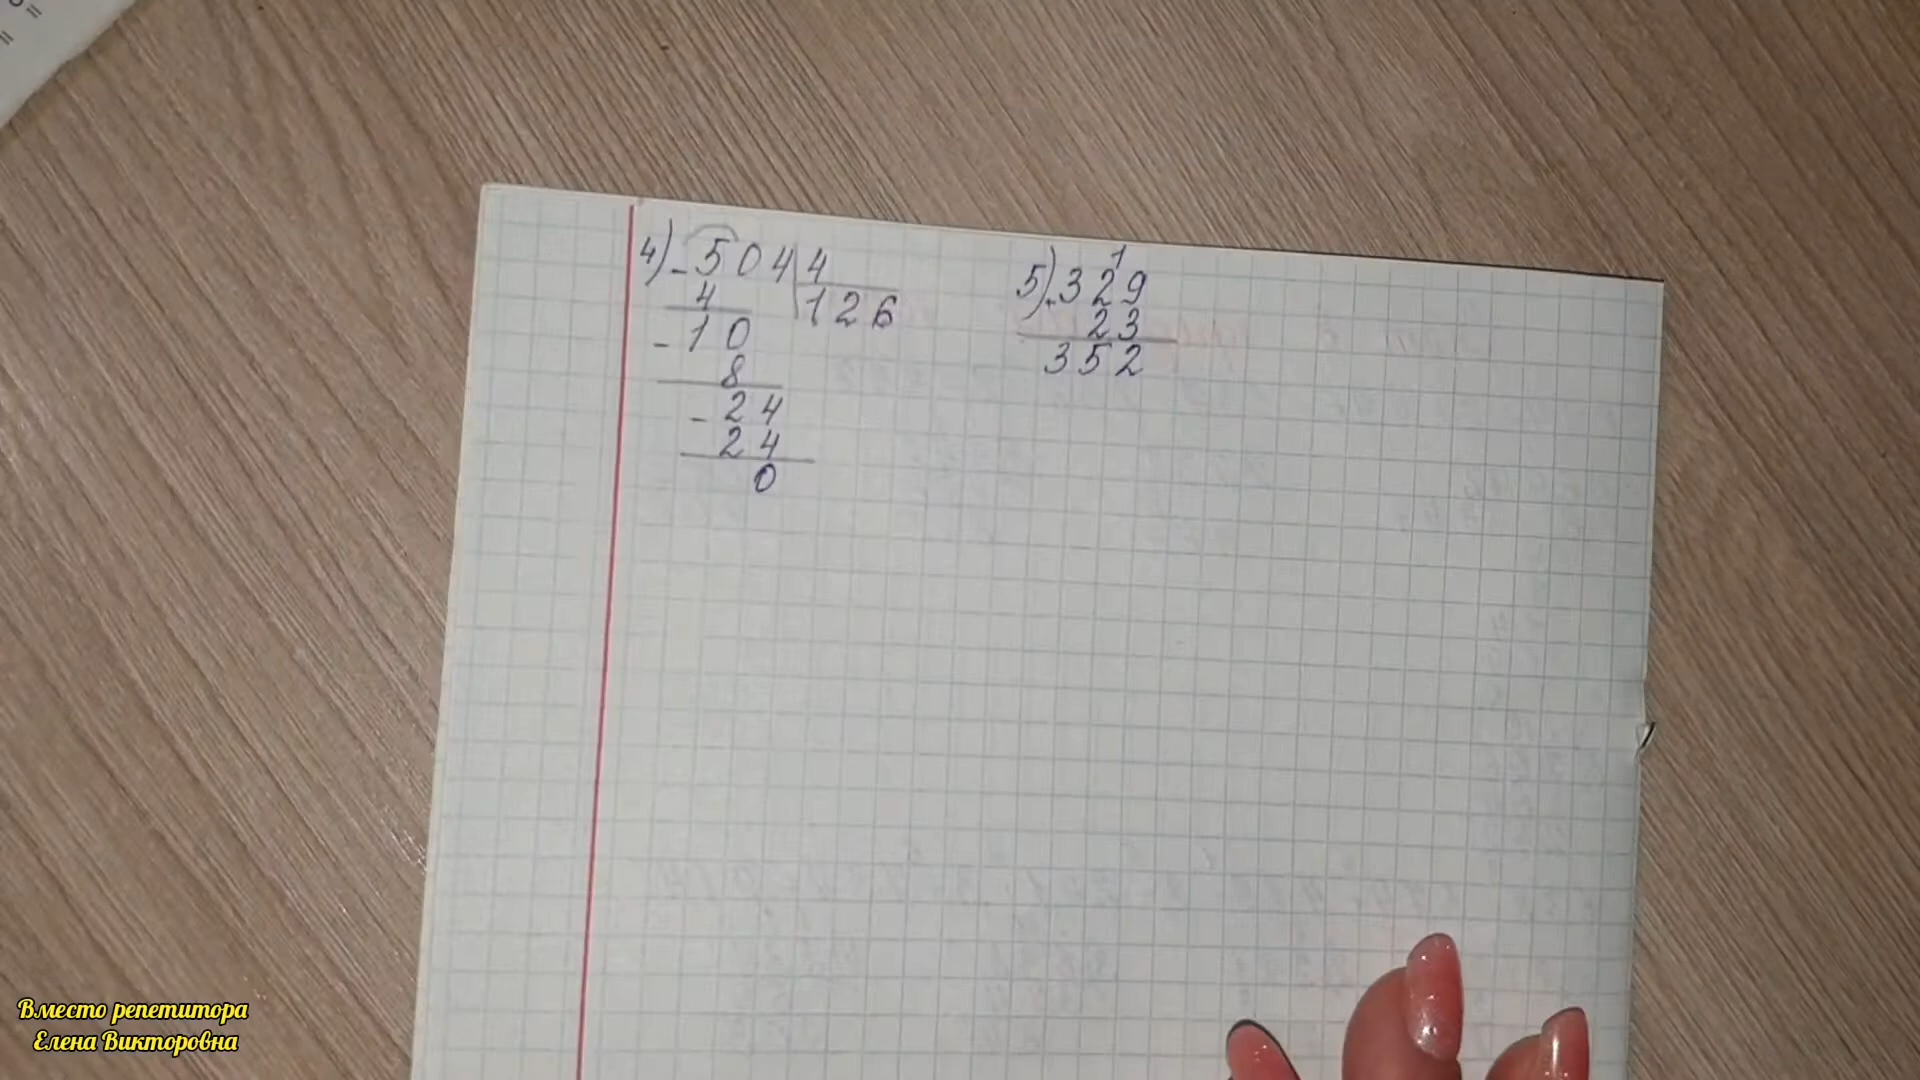 4) - 504 | 4
4
126
- 10
8
- 24
24
0
1
5) + 329
23
352
Вместо репетитора
Елена Викторовна